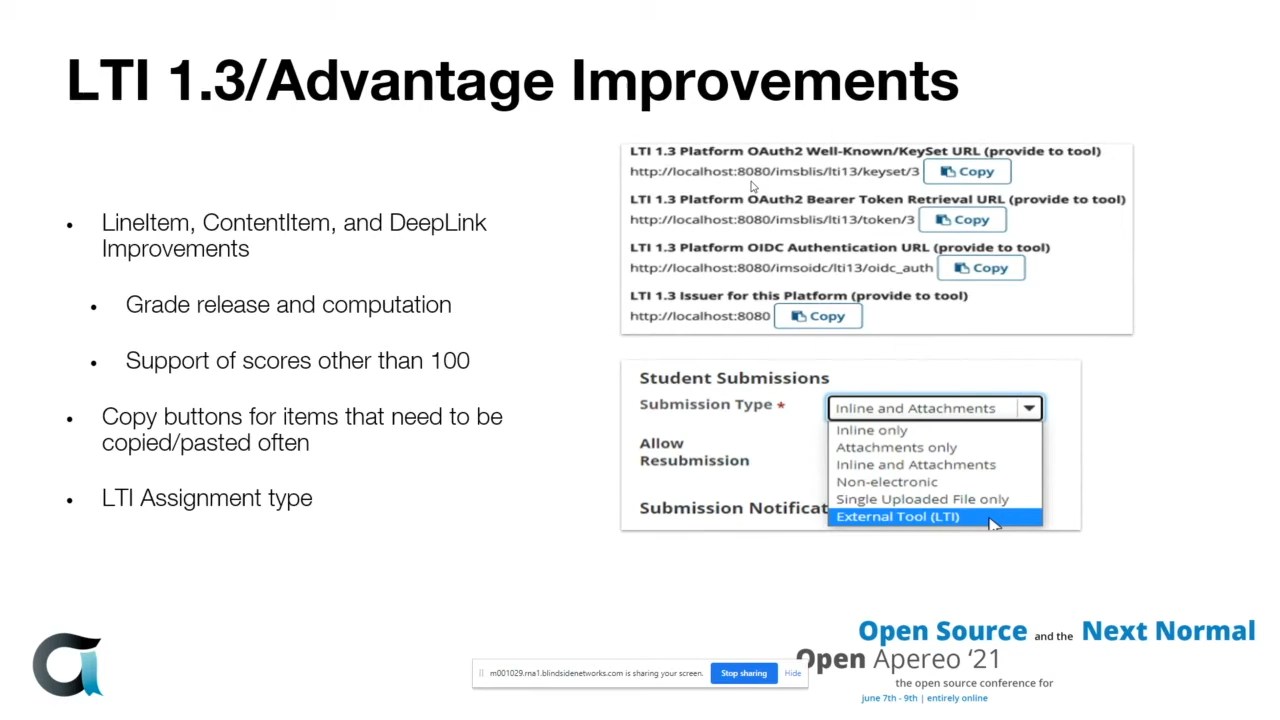 LTI 1.3/Advantage Improvements
LineItem, ContentItem, and DeepLink
Improvements
Grade release and computation
Support of scores other than 100
Copy buttons for items that need to be
copied/pasted often
LTI Assignment type
LTI 1.3 Platform OAuth2 Well-Known/KeySet URL (provide to tool)
http://localhost:8080/imsblis/lti13/keyset/3 Copy
LTI 1.3 Platform OAuth2 Bearer Token Retrieval URL (provide to tool)
http://localhost:8080/imsblis/lti13/token/3 Copy
LTI 1.3 Platform OIDC Authentication URL (provide to tool)
http://localhost:8080/imsoidc/lti13/oidc_auth Copy
LTI 1.3 Issuer for this Platform (provide to tool)
http://localhost:8080 Copy
Student Submissions
Submission Type * Inline and Attachments
Inline only
Attachments only
Inline and Attachments
Non-electronic
Single Uploaded File only
External Tool (LTI)
Allow
Resubmission
Submission Notificat
Open Source and the Next Normal
Open Apereo ‘21
the open source conference for
june 7th - 9th | entirely online
m001029.rna1.blindsidenetworks.com is sharing your screen. Stop sharing Hide